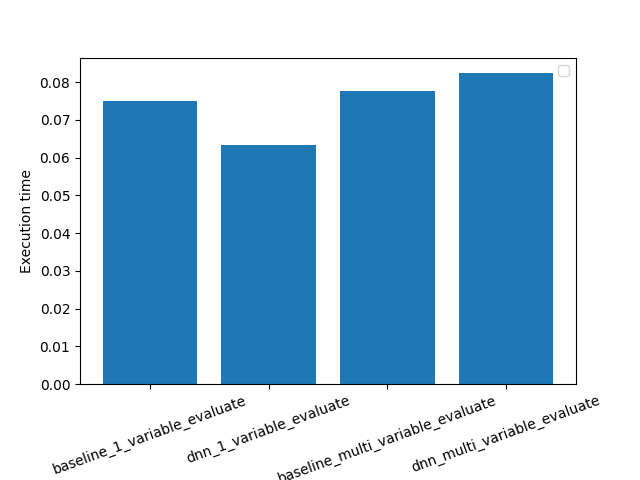 0.08
0.07
0.06
0.05
0.04
0.03
0.02
0.01
0.00
Execution time
baseline_1_variable_evaluate
dnn_1_variable_evaluate
baseline_multi_variable_evaluate
dnn_multi_variable_evaluate